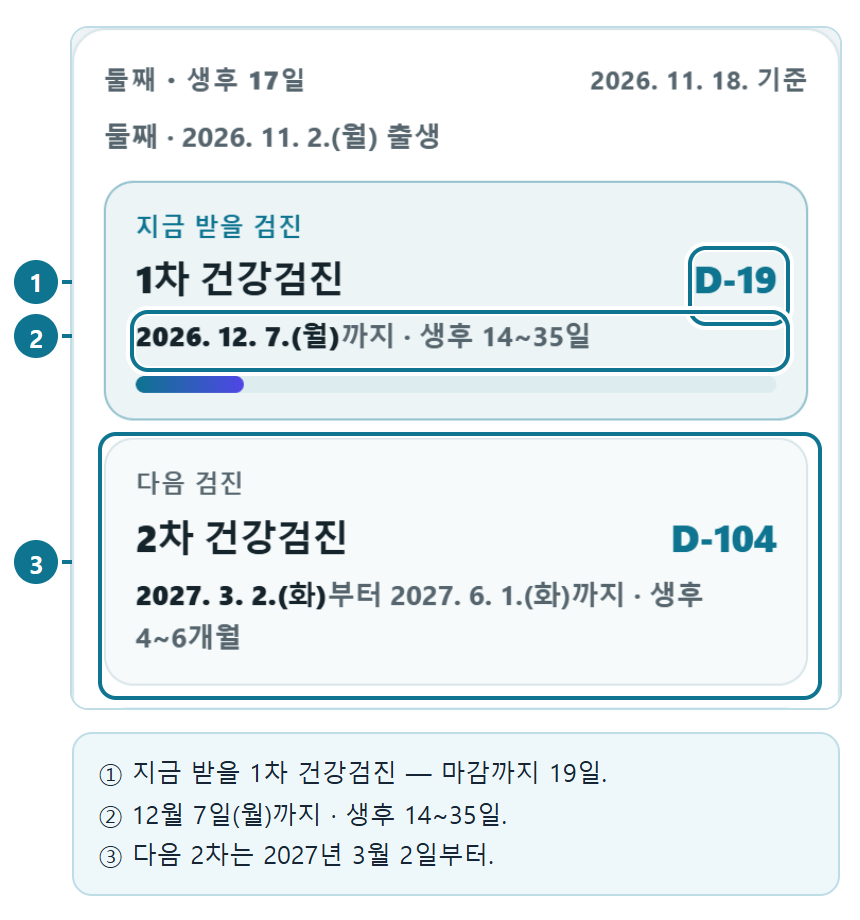 둘째 · 생후 17일
2026. 11. 18. 기준
둘째 · 2026. 11. 2.(월) 출생
지금 받을 검진
1
1차 건강검진
D-19
2
2026. 12. 7.(월)까지 · 생후 14~35일
다음 검진
2차 건강검진
D-104
3
2027. 3. 2.(화)부터 2027. 6. 1.(화)까지 · 생후
4~6개월
① 지금 받을 1차 건강검진 — 마감까지 19일.
② 12월 7일(월)까지 · 생후 14~35일.
③ 다음 2차는 2027년 3월 2일부터.